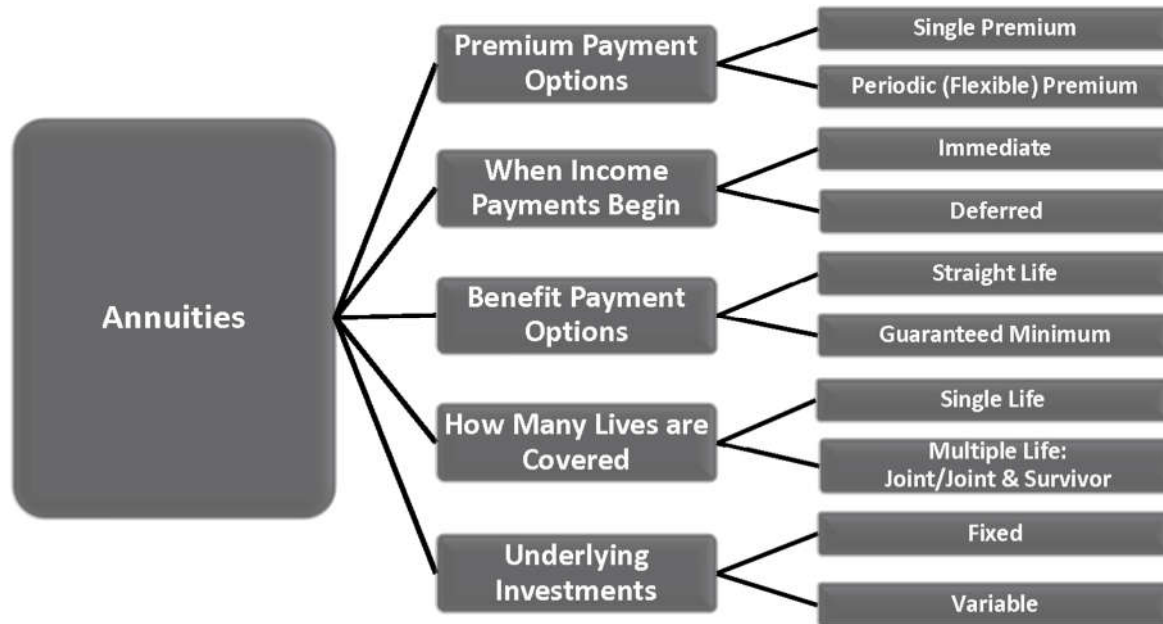 Annuities
Premium Payment
Options
Single Premium
Periodic (Flexible) Premium
When Income
Payments Begin
Immediate
Deferred
Benefit Payment
Options
Straight Life
Guaranteed Minimum
How Many Lives are
Covered
Single Life
Multiple Life:
Joint/Joint & Survivor
Underlying
Investments
Fixed
Variable